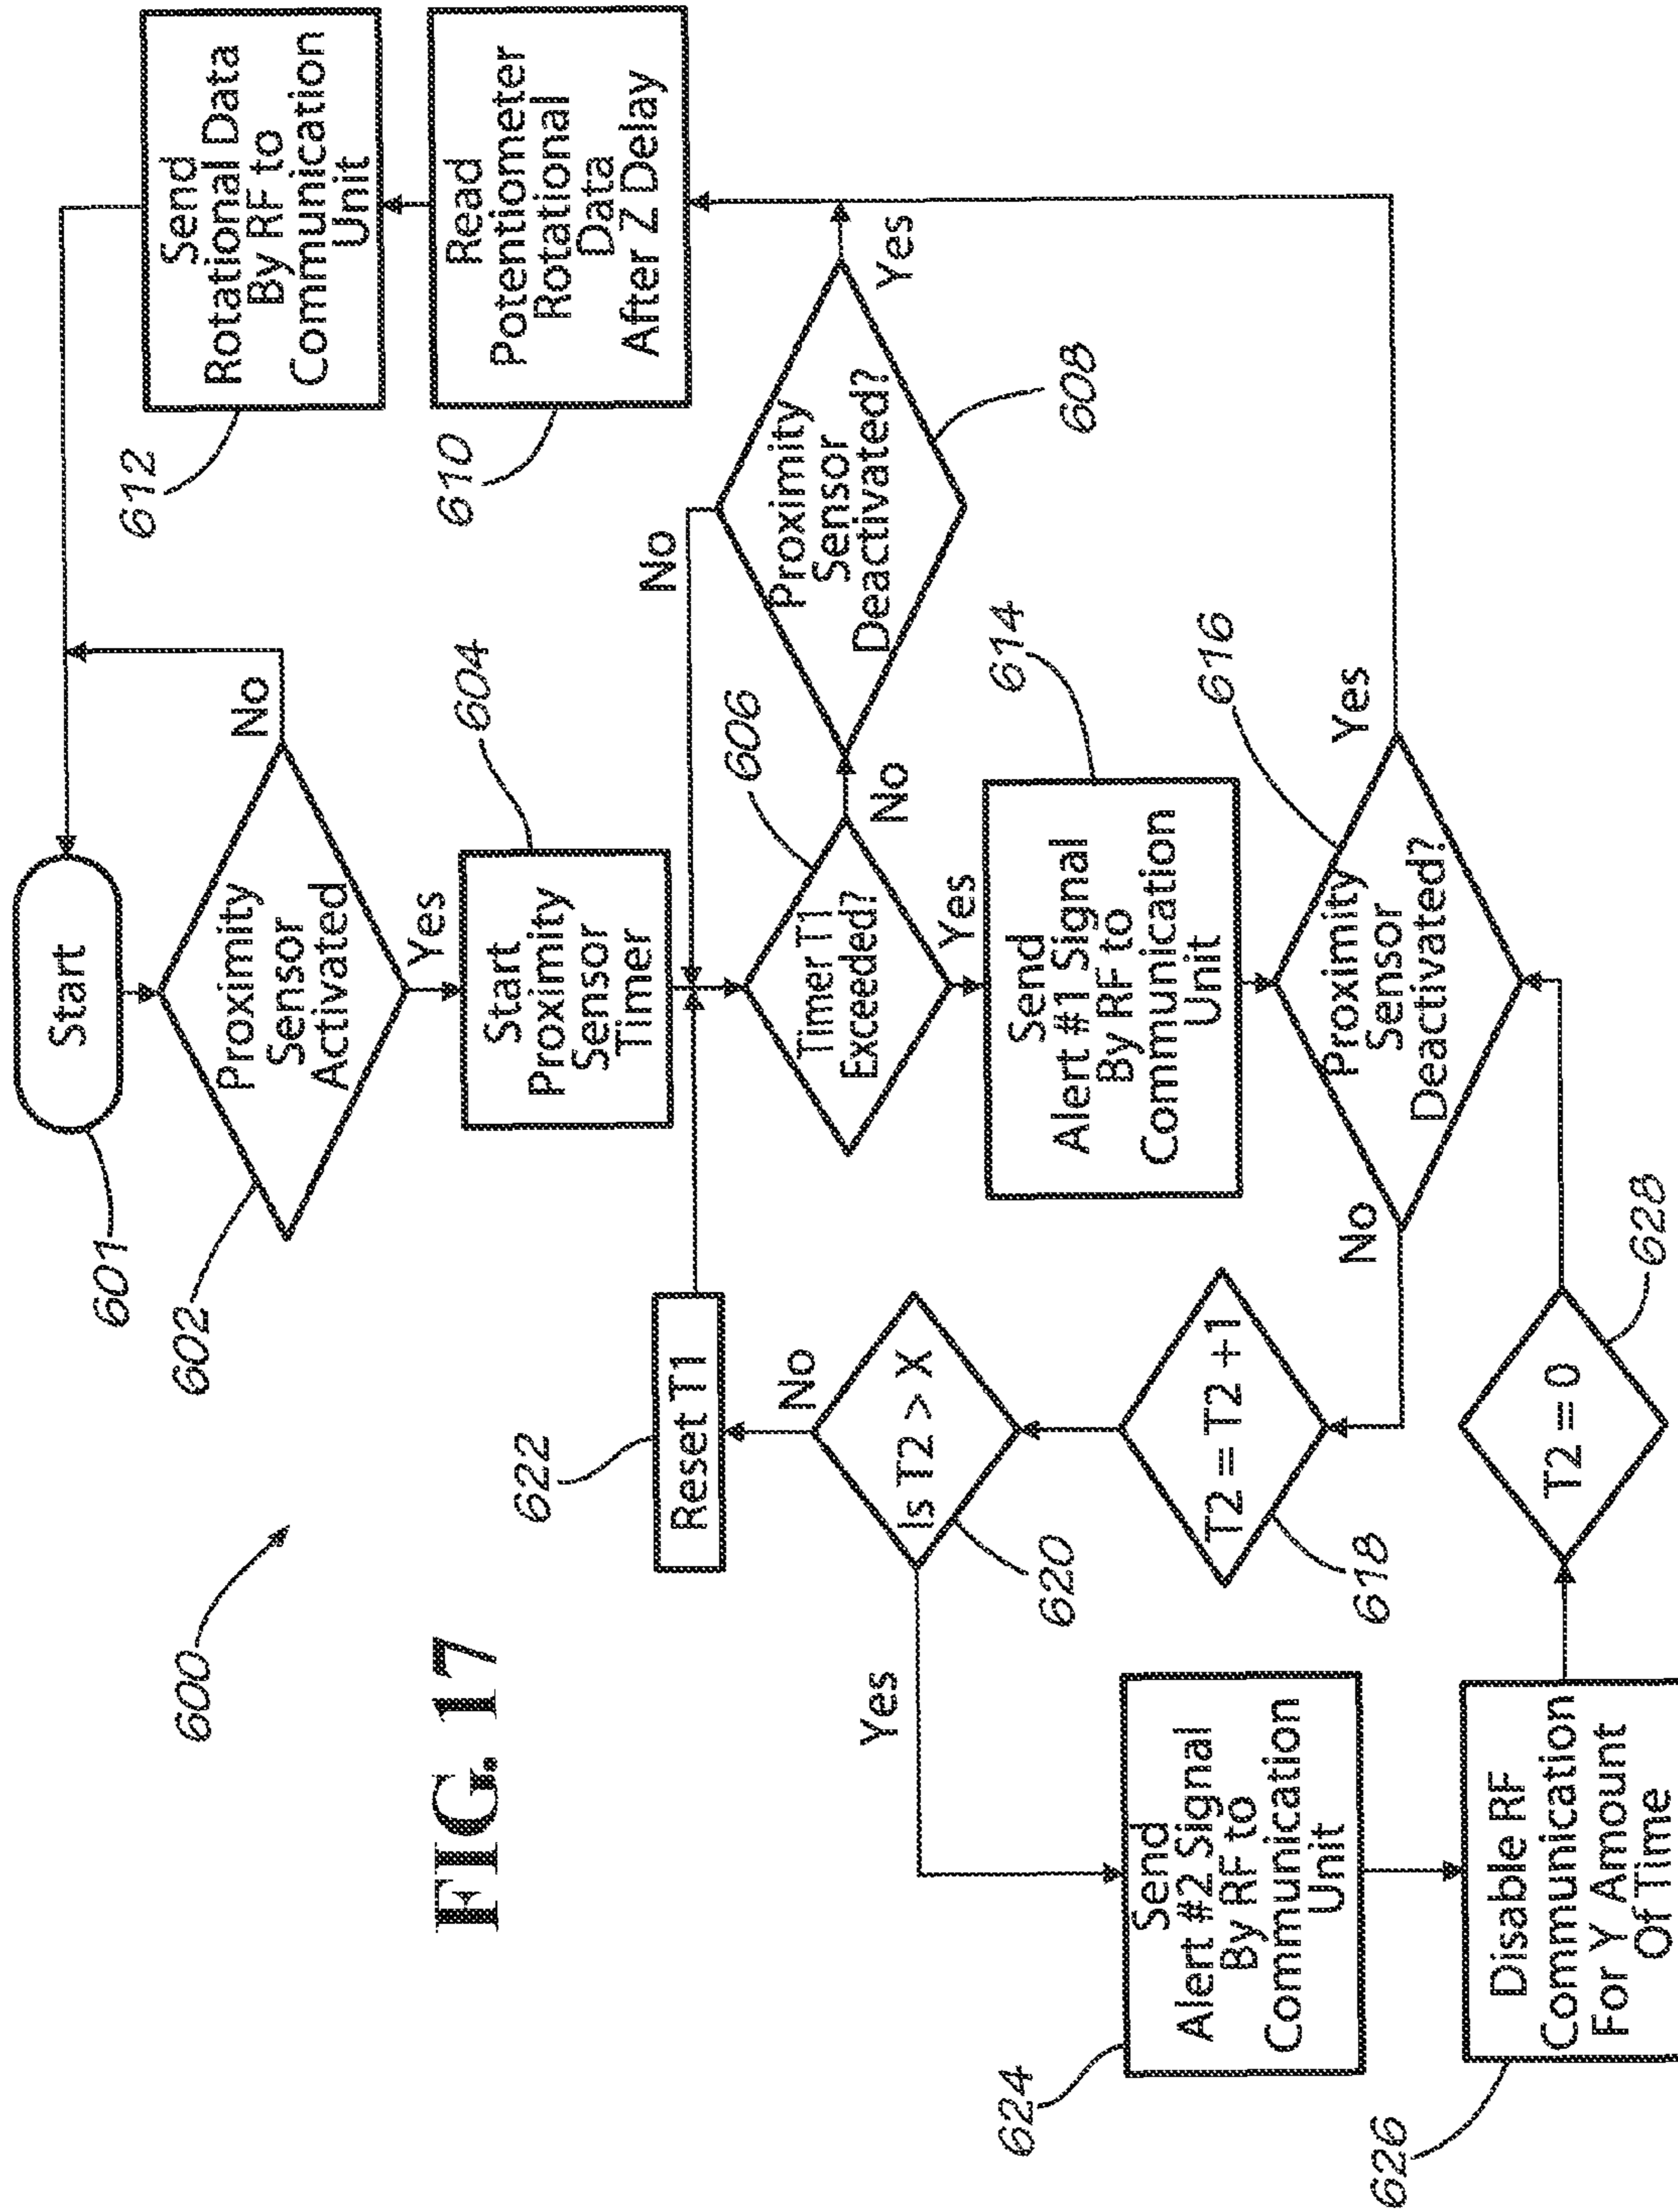 FIG. 17
600
Start
601
Proximity
Sensor
Activated
602
No
Yes
Start
Proximity
Sensor
Timer
604
Timer T1
Exceeded?
606
No
Yes
Proximity
Sensor
Deactivated?
608
No
Yes
Read
Potentiometer
Rotational
Data
After Z Delay
610
Send
Rotational Data
By RF to
Communication
Unit
612
Send
Alert #1 Signal
By RF to
Communication
Unit
614
Proximity
Sensor
Deactivated?
616
Yes
No
T2 = T2 +1
618
Is T2 > X
620
No
Yes
Reset T1
622
Send
Alert #2 Signal
By RF to
Communication
Unit
624
Disable RF
Communication
For Y Amount
Of Time
626
T2 = 0
628